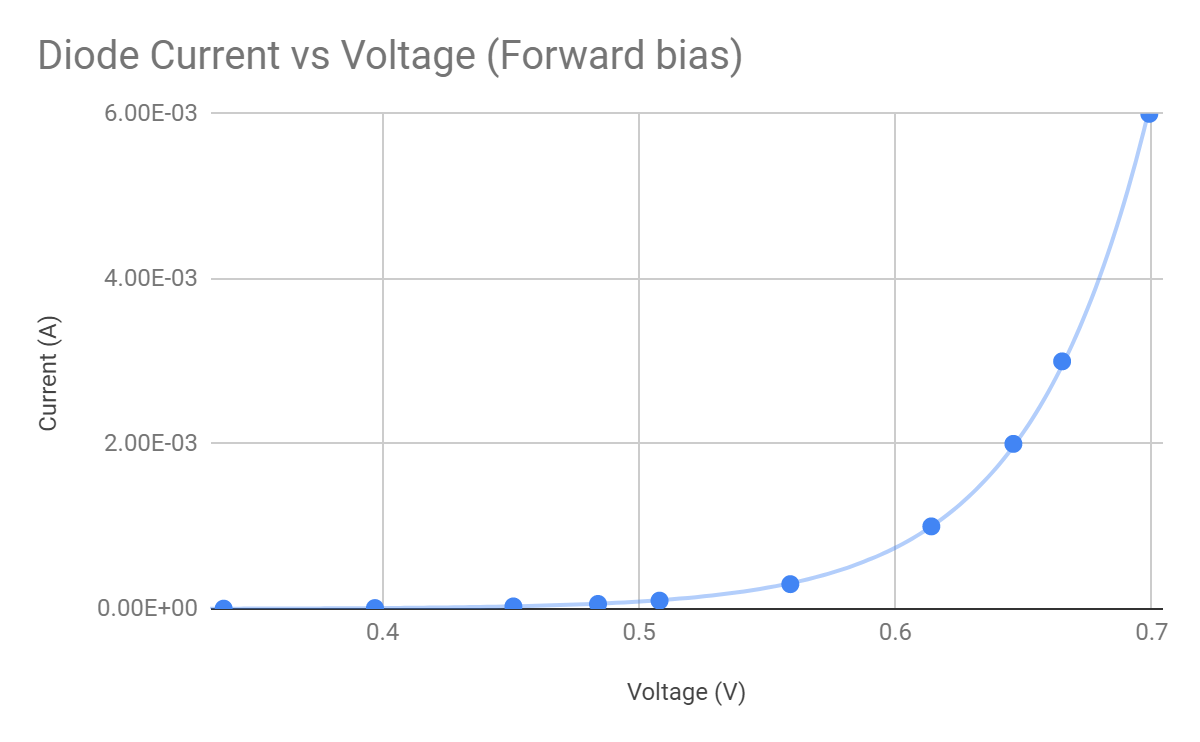 Diode Current vs Voltage (Forward bias)
6.00E-03
4.00E-03
2.00E-03
0.00E+00
Current (A)
0.4
0.5
0.6
0.7
Voltage (V)